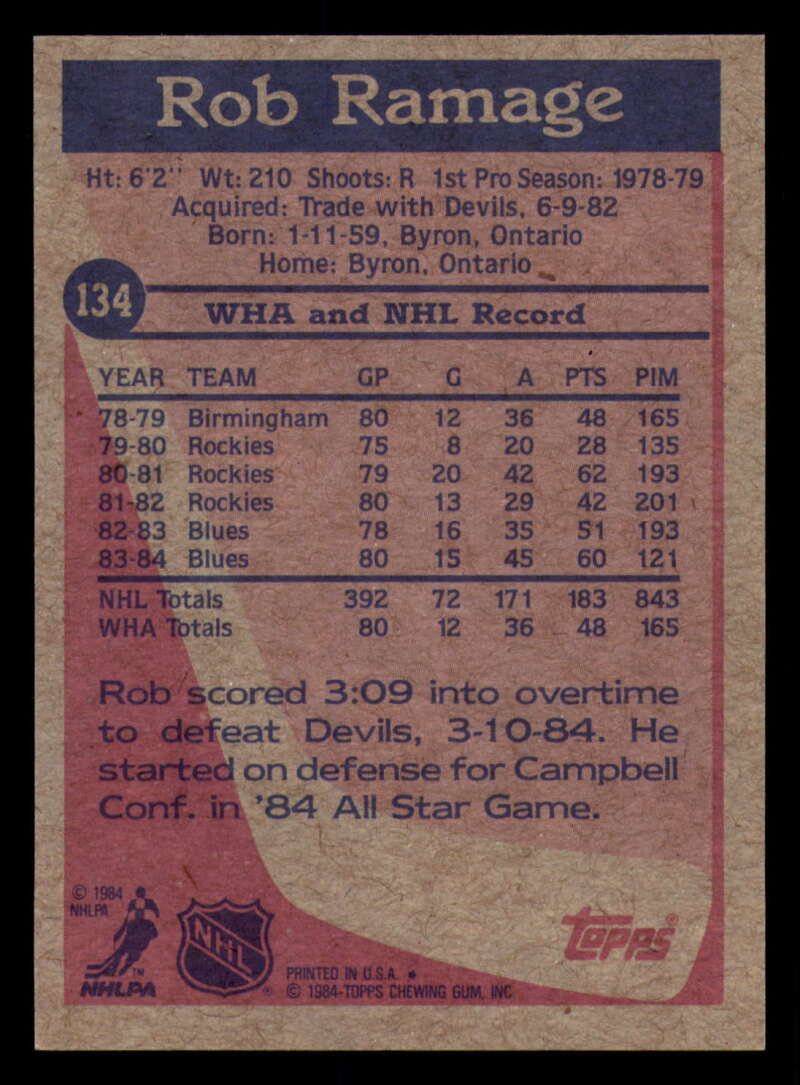 Rob Ramage
Ht: 6'2" Wt: 210 Shoots: R 1st Pro Season: 1978-79
Acquired: Trade with Devils, 6-9-82
Born: 1-11-59, Byron, Ontario
Home: Byron, Ontario
134
WHA and NHL Record
YEAR TEAM GP G A PTS PIM
78-79 Birmingham 80 12 36 48 165
79-80 Rockies 75 8 20 28 135
80-81 Rockies 79 20 42 62 193
81-82 Rockies 80 13 29 42 201
82-83 Blues 78 16 35 51 193
83-84 Blues 80 15 45 60 121
NHL Totals 392 72 171 183 843
WHA Totals 80 12 36 48 165
Rob scored 3:09 into overtime
to defeat Devils, 3-10-84. He
started on defense for Campbell
Conf. in '84 All Star Game.
© 1984
NHLPA
TM
NHLPA
NHL
®
topps®
PRINTED IN U.S.A. *
© 1984-TOPPS CHEWING GUM, INC.